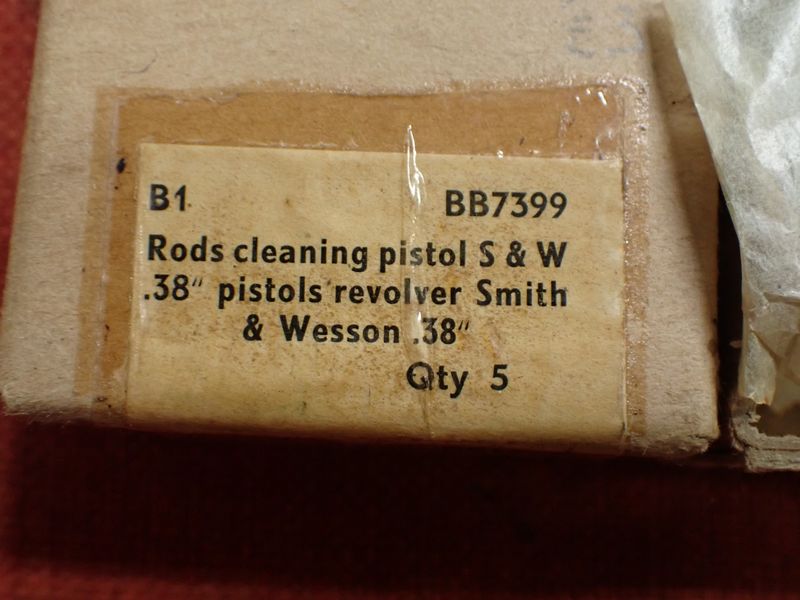 B1 BB7399
Rods cleaning pistol S & W
.38" pistols revolver Smith
& Wesson .38"
Qty 5